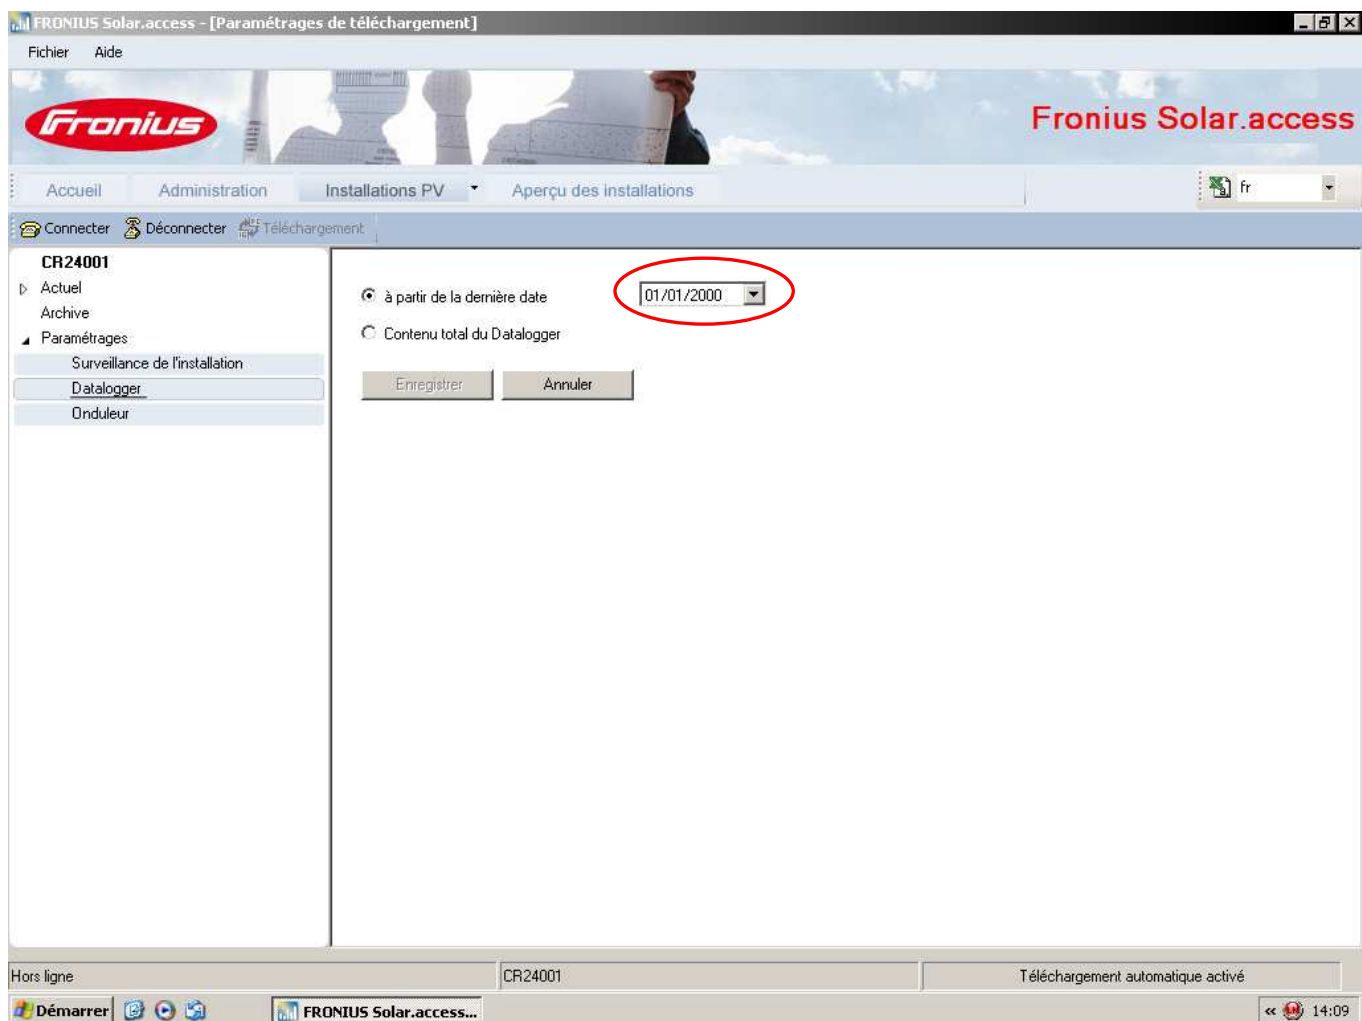 FRONIUS Solar.access - [Paramétrages de téléchargement]
Fichier Aide
Fronius
Fronius Solar.access
Accueil Administration Installations PV Aperçu des installations fr
Connecter Déconnecter Téléchargement
CR24001
Actuel
Archive
Paramétrages
Surveillance de l'installation
Datalogger
Onduleur
à partir de la dernière date 01/01/2000
Contenu total du Datalogger
Enregistrer Annuler
Hors ligne CR24001 Téléchargement automatique activé
Démarrer FRONIUS Solar.access... « 14:09